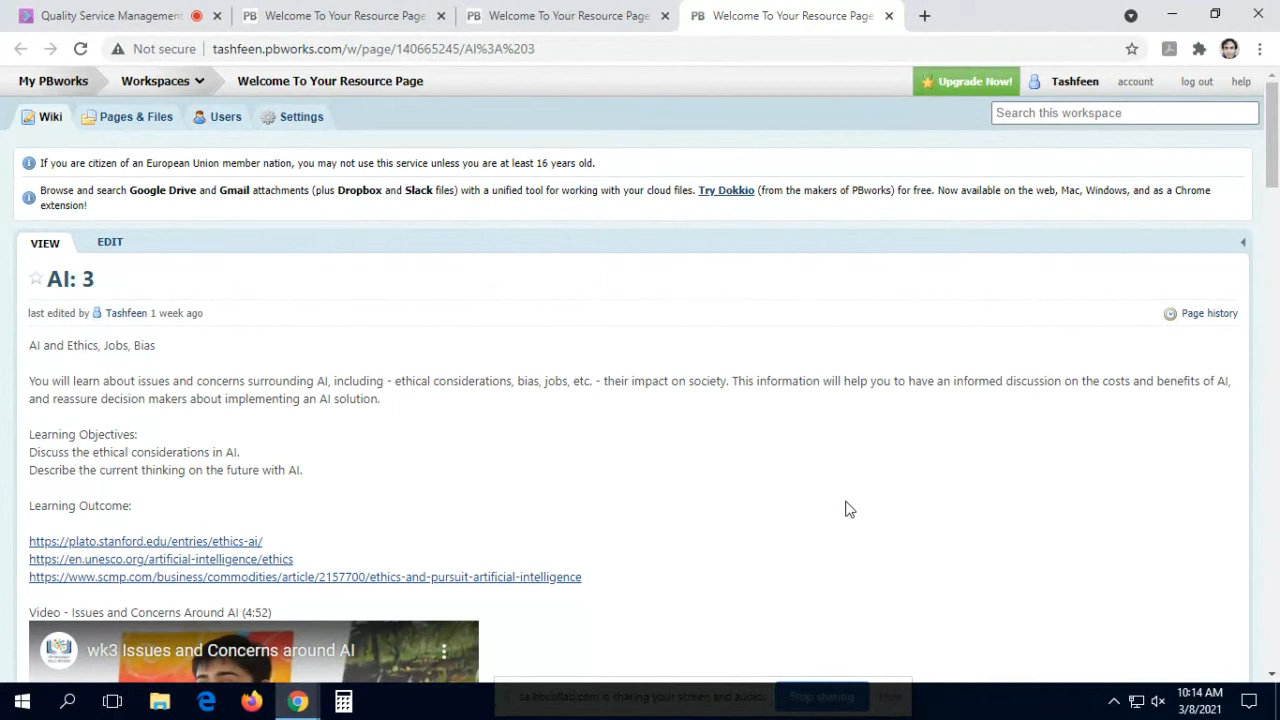 Quality Service Management
PB Welcome To Your Resource Page
PB Welcome To Your Resource Page
PB Welcome To Your Resource Page
Not secure tashfeen.pbworks.com/w/page/140665245/AI%3A%203
My PBworks Workspaces Welcome To Your Resource Page Upgrade Now! Tashfeen account log out help
Wiki Pages & Files Users Settings Search this workspace
If you are citizen of an European Union member nation, you may not use this service unless you are at least 16 years old.
Browse and search Google Drive and Gmail attachments (plus Dropbox and Slack files) with a unified tool for working with your cloud files. Try Dokkio (from the makers of PBworks) for free. Now available on the web, Mac, Windows, and as a Chrome
extension!
VIEW EDIT
AI: 3
last edited by Tashfeen 1 week ago Page history
AI and Ethics, Jobs, Bias
You will learn about issues and concerns surrounding AI, including - ethical considerations, bias, jobs, etc. - their impact on society. This information will help you to have an informed discussion on the costs and benefits of AI,
and reassure decision makers about implementing an AI solution.
Learning Objectives:
Discuss the ethical considerations in AI.
Describe the current thinking on the future with AI.
Learning Outcome:
https://plato.stanford.edu/entries/ethics-ai/
https://en.unesco.org/artificial-intelligence/ethics
https://www.scmp.com/business/commodities/article/2157700/ethics-and-pursuit-artificial-intelligence
Video - Issues and Concerns Around AI (4:52)
wk3 Issues and Concerns around AI
is sharing your screen and audio. Stop sharing Hide
10:14 AM
3/8/2021